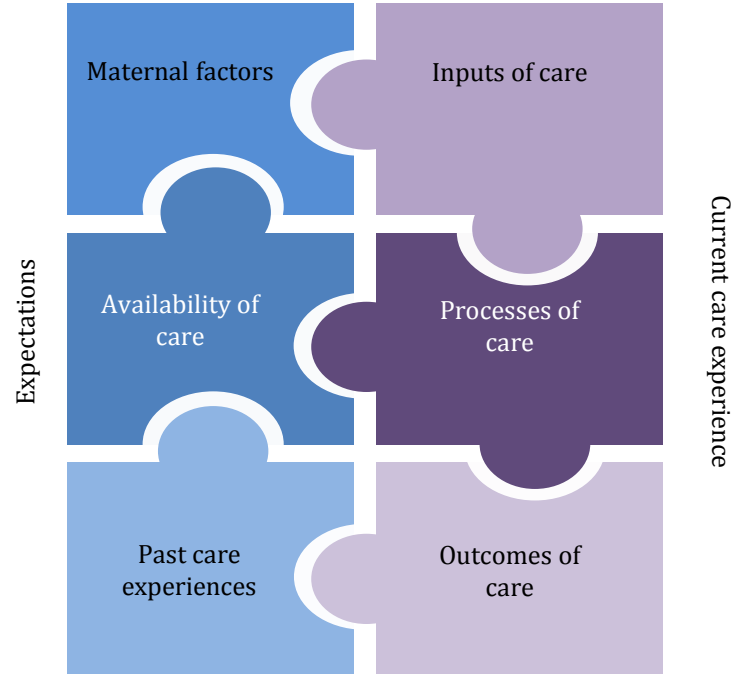 Maternal factors
Inputs of care
Expectations
Availability of
care
Processes of
care
Current care experience
Past care
experiences
Outcomes of
care